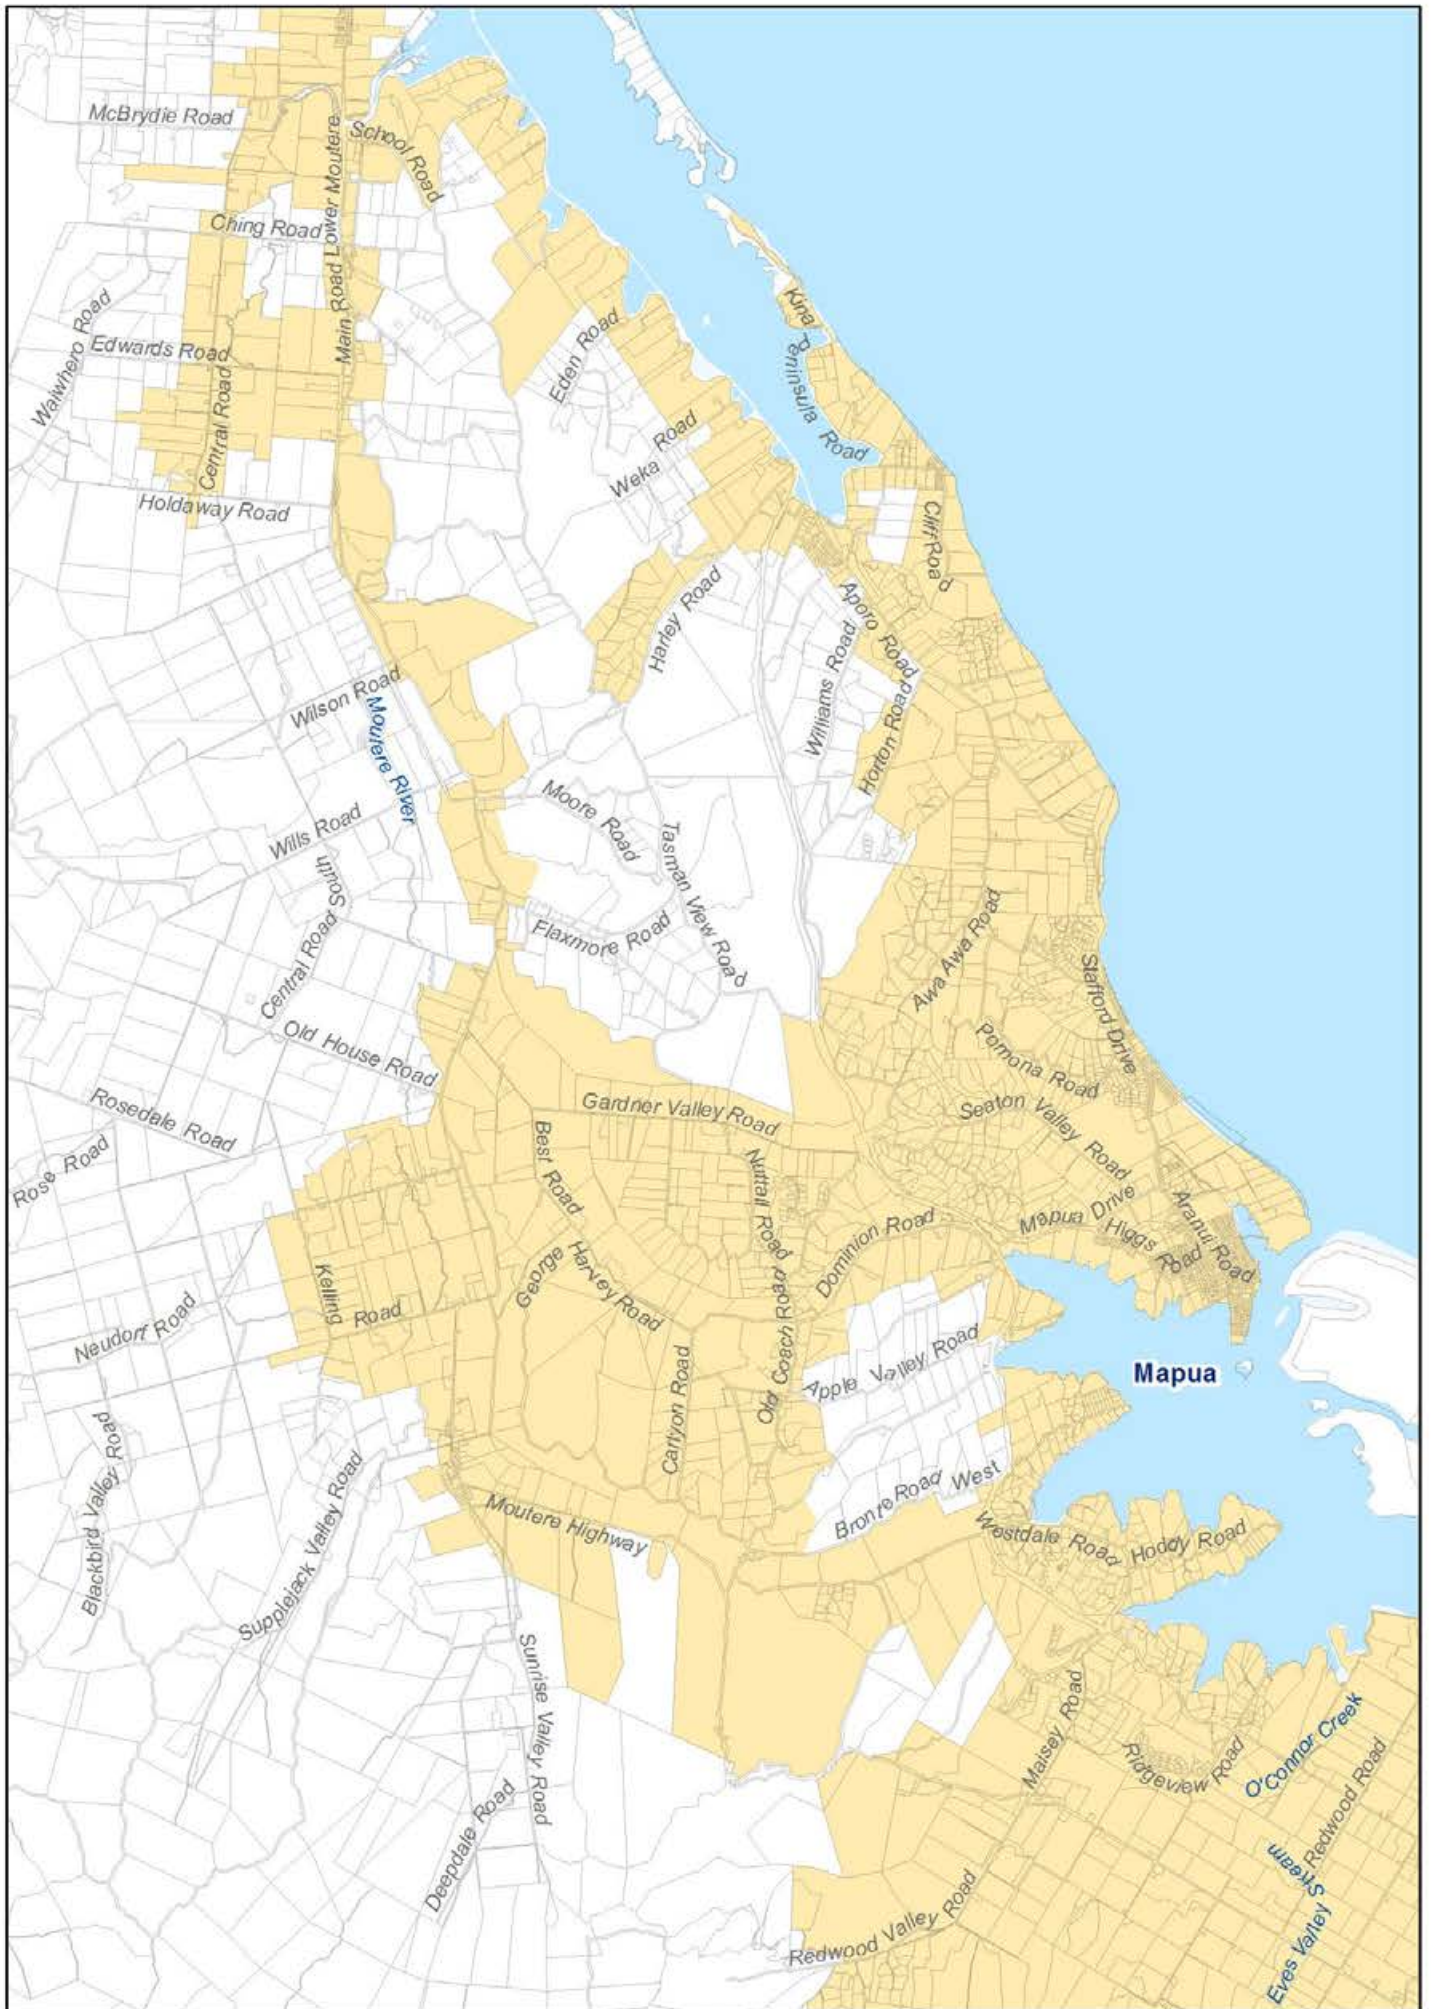 McBrydie Road
School Road
Main Road Lower Moutere
Ching Road
Waiwhero Road
Edwards Road
Central Road
Kina Peninsula Road
Eden Road
Weka Road
Holdaway Road
Cliff Road
Harley Road
Aporo Road
Williams Road
Horton Road
Wilson Road
Moutere River
Moore Road
Wills Road
Tasman View Road
Central Road South
Flaxmore Road
Awa Awa Road
Stafford Drive
Old House Road
Pomona Road
Rosedale Road
Gardner Valley Road
Seaton Valley Road
Rose Road
Best Road
Nuttall Road
Mapua Drive
Higgs Road
Aranui Road
Dominion Road
George Harvey Road
Kelling Road
Neudorf Road
Old Coach Road
Carlyon Road
Apple Valley Road
Mapua
Blackbird Valley Road
Supplejack Valley Road
Bronte Road West
Moutere Highway
Westdale Road
Hoddy Road
Sunrise Valley Road
Maisey Road
Ridgeview Road
O'Connor Creek
Redwood Road
Deepdale Road
Eves Valley Stream
Redwood Valley Road